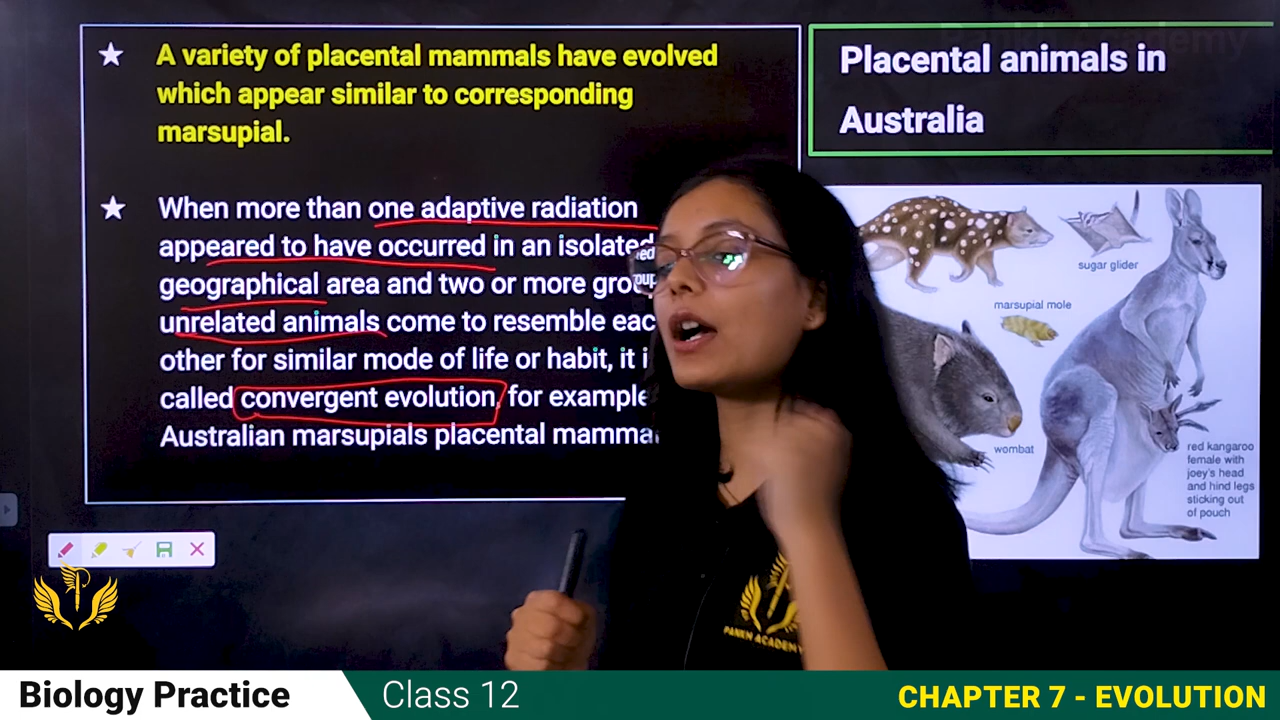 ★ A variety of placental mammals have evolved
which appear similar to corresponding
marsupial.
★ When more than one adaptive radiation
appeared to have occurred in an isolated
geographical area and two or more
unrelated animals come to resemble
other for similar mode of life or habit, it
called convergent evolution, for example
Australian marsupials placental
Placental animals in
Australia
sugar glider
marsupial mole
wombat
red kangaroo
female with
joey's head
and hind legs
sticking out
of pouch
PANKH ACADEMY
Biology Practice
Class 12
CHAPTER 7 - EVOLUTION